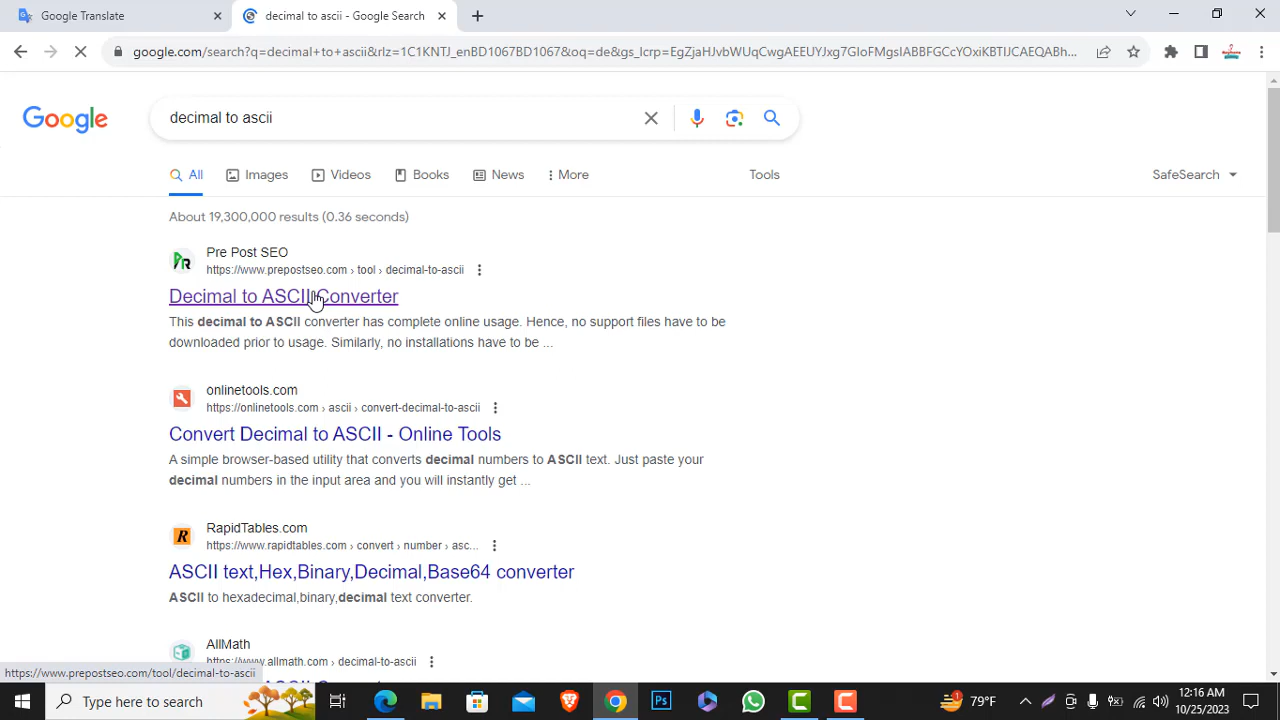 Google Translate
decimal to ascii - Google Search
google.com/search?q=decimal+to+ascii&rlz=1C1KNTJ_enBD1067BD1067&oq=de&gs_lcrp=EgZjaHJvbWUqCwgAEEUYJxg7GIoFMgsIABBFGCcYOxiKBTIJCAEQABh...
Google
decimal to ascii
All
Images
Videos
Books
News
More
Tools
SafeSearch
About 19,300,000 results (0.36 seconds)
Pre Post SEO
https://www.prepostseo.com › tool › decimal-to-ascii
Decimal to ASCII Converter
This decimal to ASCII converter has complete online usage. Hence, no support files have to be
downloaded prior to usage. Similarly, no installations have to be ...
onlinetools.com
https://onlinetools.com › ascii › convert-decimal-to-ascii
Convert Decimal to ASCII - Online Tools
A simple browser-based utility that converts decimal numbers to ASCII text. Just paste your
decimal numbers in the input area and you will instantly get ...
RapidTables.com
https://www.rapidtables.com › convert › number › asc...
ASCII text,Hex,Binary,Decimal,Base64 converter
ASCII to hexadecimal,binary,decimal text converter.
AllMath
https://www.allmath.com › decimal-to-ascii
https://www.prepostseo.com/tool/decimal-to-ascii
Type here to search
79°F
12:16 AM
10/25/2023